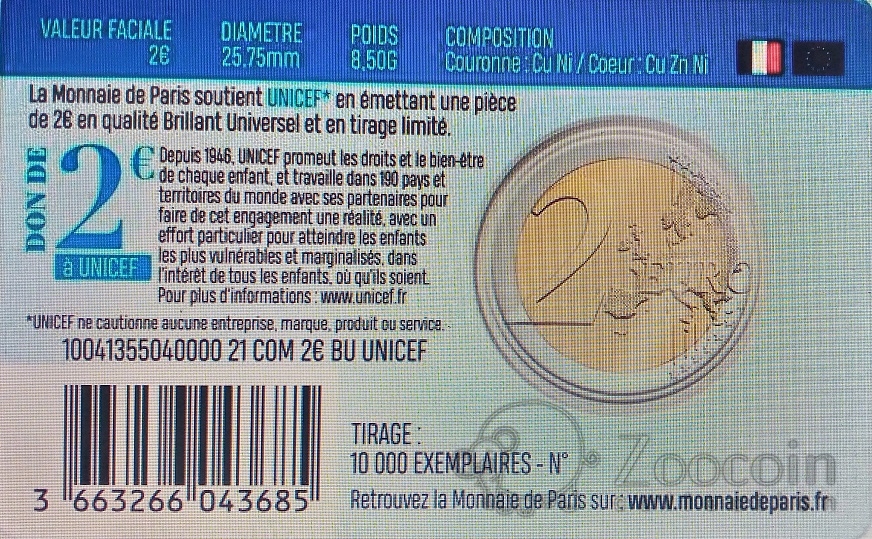 VALEUR FACIALE
2€
DIAMETRE
25.75mm
POIDS
8.50G
COMPOSITION
Couronne : Cu Ni / Coeur : Cu Zn Ni
La Monnaie de Paris soutient UNICEF* en émettant une pièce
de 2€ en qualité Brillant Universel et en tirage limité.
DON DE
2€
à UNICEF
Depuis 1946, UNICEF promeut les droits et le bien-être
de chaque enfant, et travaille dans 190 pays et
territoires du monde avec ses partenaires pour
faire de cet engagement une réalité, avec un
effort particulier pour atteindre les enfants
les plus vulnérables et marginalisés, dans
l'intérêt de tous les enfants, où qu'ils soient.
Pour plus d'informations : www.unicef.fr
*UNICEF ne cautionne aucune entreprise, marque, produit ou service.
10041355040000 21 COM 2€ BU UNICEF
2
3 663266 043685
TIRAGE :
10 000 EXEMPLAIRES - N°
Zoocoin
Retrouvez la Monnaie de Paris sur : www.monnaiedeparis.fr